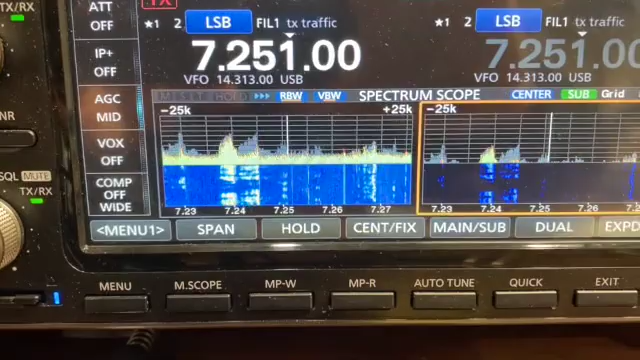 TX/RX
ATT
OFF
IP+
OFF
AGC
MID
VOX
OFF
COMP
OFF
WIDE
TX
★1 2 LSB FIL1 tx traffic
7.251.00
VFO 14.313.00 USB
★1 2 LSB FIL1 tx traffic
7.251.00
VFO 14.313.00 USB
HOLD RBW VBW SPECTRUM SCOPE CENTER SUB Grid
-25k +25k
7.23 7.24 7.25 7.26 7.27
-25k
7.23 7.24 7.25 7.26
<MENU1> SPAN HOLD CENT/FIX MAIN/SUB DUAL EXPD
MENU M.SCOPE MP-W MP-R AUTO TUNE QUICK EXIT
NR
SQL MUTE
TX/RX